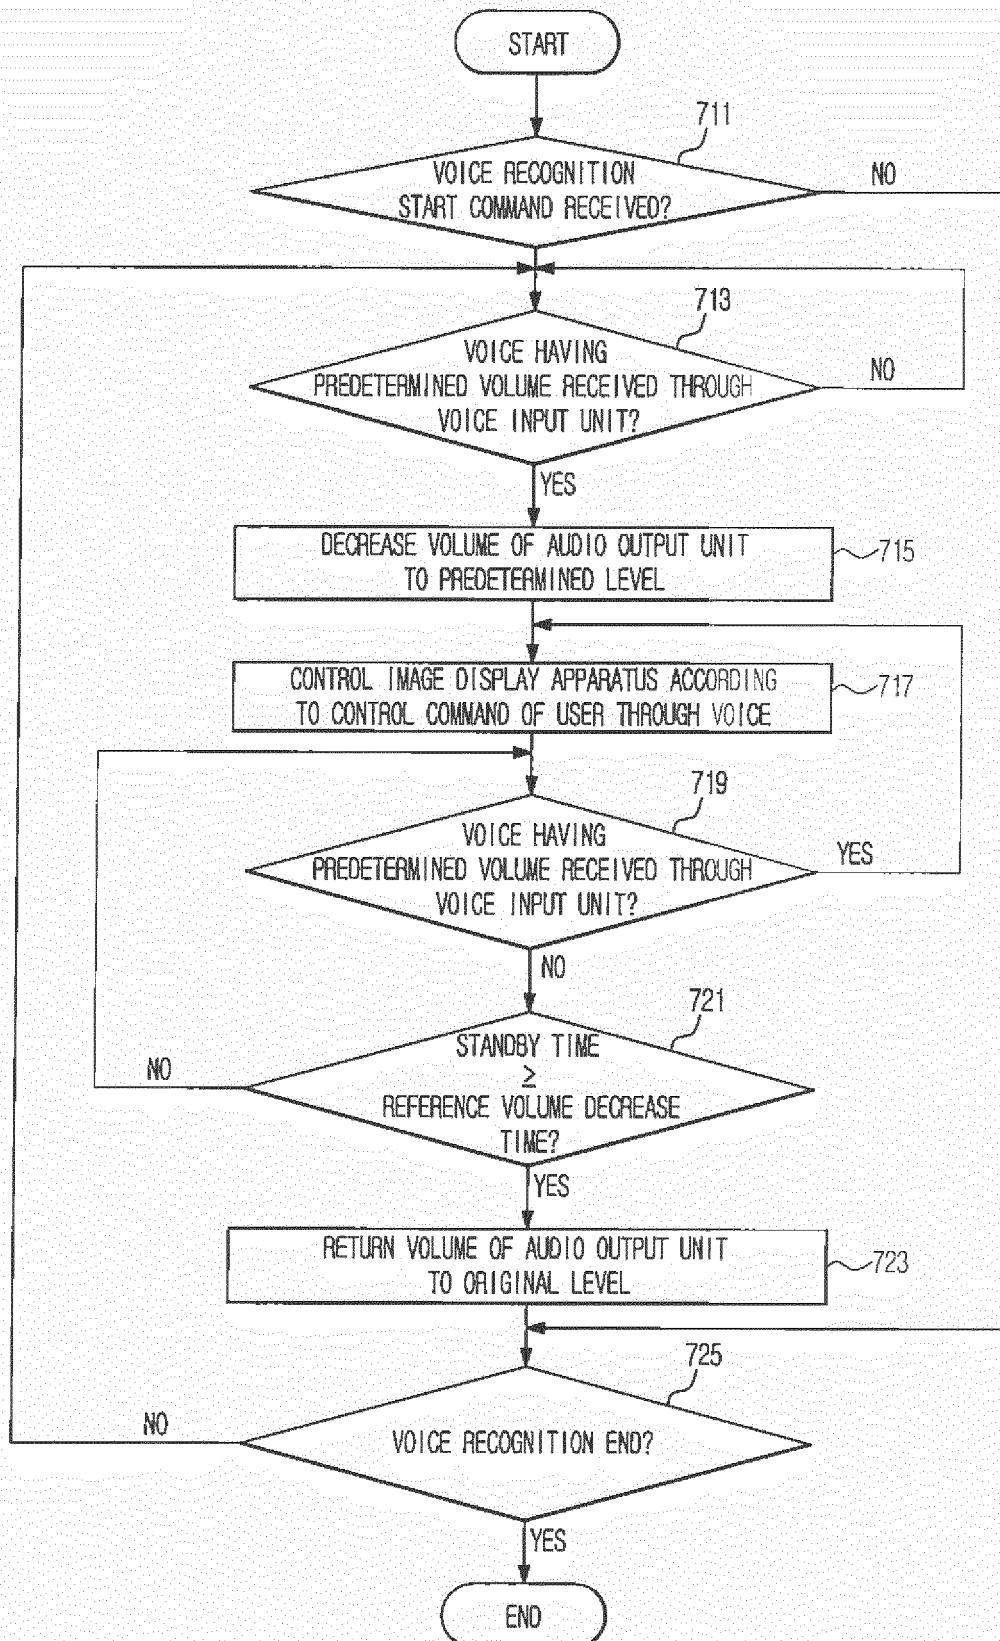 START
711
VOICE RECOGNITION
START COMMAND RECEIVED?
NO
713
VOICE HAVING
PREDETERMINED VOLUME RECEIVED THROUGH
VOICE INPUT UNIT?
NO
YES
DECREASE VOLUME OF AUDIO OUTPUT UNIT
TO PREDETERMINED LEVEL
715
CONTROL IMAGE DISPLAY APPARATUS ACCORDING
TO CONTROL COMMAND OF USER THROUGH VOICE
717
719
VOICE HAVING
PREDETERMINED VOLUME RECEIVED THROUGH
VOICE INPUT UNIT?
YES
NO
721
STANDBY TIME
≥
REFERENCE VOLUME DECREASE
TIME?
NO
YES
RETURN VOLUME OF AUDIO OUTPUT UNIT
TO ORIGINAL LEVEL
723
725
VOICE RECOGNITION END?
NO
YES
END